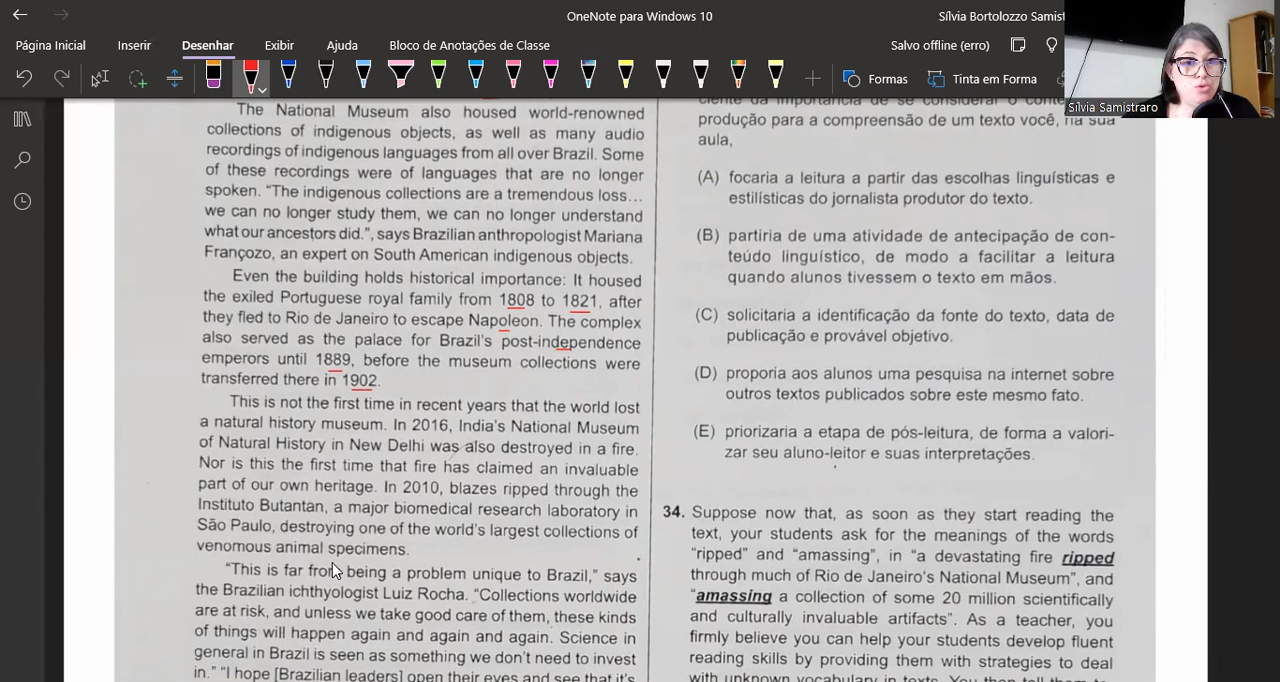 OneNote para Windows 10
Sílvia Bortolozzo Samist
Página Inicial
Inserir
Desenhar
Exibir
Ajuda
Bloco de Anotações de Classe
Salvo offline (erro)
Formas
Tinta em Forma
Sílvia Samistraro
The National Museum also housed world-renowned
collections of indigenous objects, as well as many audio
recordings of indigenous languages from all over Brazil. Some
of these recordings were of languages that are no longer
spoken. “The indigenous collections are a tremendous loss...
we can no longer study them, we can no longer understand
what our ancestors did.”, says Brazilian anthropologist Mariana
Françozo, an expert on South American indigenous objects.
Even the building holds historical importance: It housed
the exiled Portuguese royal family from 1808 to 1821, after
they fled to Rio de Janeiro to escape Napoleon. The complex
also served as the palace for Brazil’s post-independence
emperors until 1889, before the museum collections were
transferred there in 1902.
This is not the first time in recent years that the world lost
a natural history museum. In 2016, India’s National Museum
of Natural History in New Delhi was also destroyed in a fire.
Nor is this the first time that fire has claimed an invaluable
part of our own heritage. In 2010, blazes ripped through the
Instituto Butantan, a major biomedical research laboratory in
São Paulo, destroying one of the world’s largest collections of
venomous animal specimens.
“This is far from being a problem unique to Brazil,” says
the Brazilian ichthyologist Luiz Rocha. “Collections worldwide
are at risk, and unless we take good care of them, these kinds
of things will happen again and again and again. Science in
general in Brazil is seen as something we don’t need to invest
in.” “I hope [Brazilian leaders] open their eyes and see that it’s
ciente da importância de se considerar o
produção para a compreensão de um texto você, na sua
aula,
(A) focaria a leitura a partir das escolhas linguísticas e
estilísticas do jornalista produtor do texto.
(B) partiria de uma atividade de antecipação de con-
teúdo linguístico, de modo a facilitar a leitura
quando alunos tivessem o texto em mãos.
(C) solicitaria a identificação da fonte do texto, data de
publicação e provável objetivo.
(D) proporia aos alunos uma pesquisa na internet sobre
outros textos publicados sobre este mesmo fato.
(E) priorizaria a etapa de pós-leitura, de forma a valori-
zar seu aluno-leitor e suas interpretações.
34. Suppose now that, as soon as they start reading the
text, your students ask for the meanings of the words
“ripped” and “amassing”, in “a devastating fire ripped
through much of Rio de Janeiro’s National Museum”, and
“amassing a collection of some 20 million scientifically
and culturally invaluable artifacts”. As a teacher, you
firmly believe you can help your students develop fluent
reading skills by providing them with strategies to deal
with unknown vocabulary in texts. You then tell them to